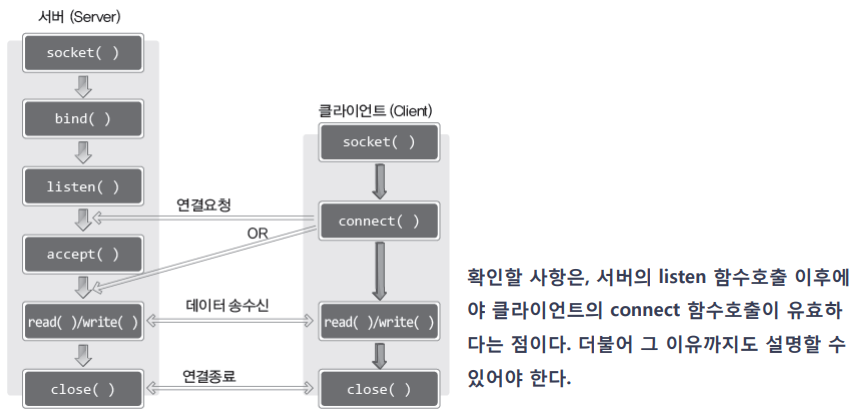 서버 (Server)
socket( )
bind( )
listen( )
accept( )
read( )/write( )
close( )
클라이언트 (Client)
socket( )
connect( )
read( )/write( )
close( )
연결요청
OR
데이터 송수신
연결종료
확인할 사항은, 서버의 listen 함수호출 이후에
야 클라이언트의 connect 함수호출이 유효하
다는 점이다. 더불어 그 이유까지도 설명할 수
있어야 한다.